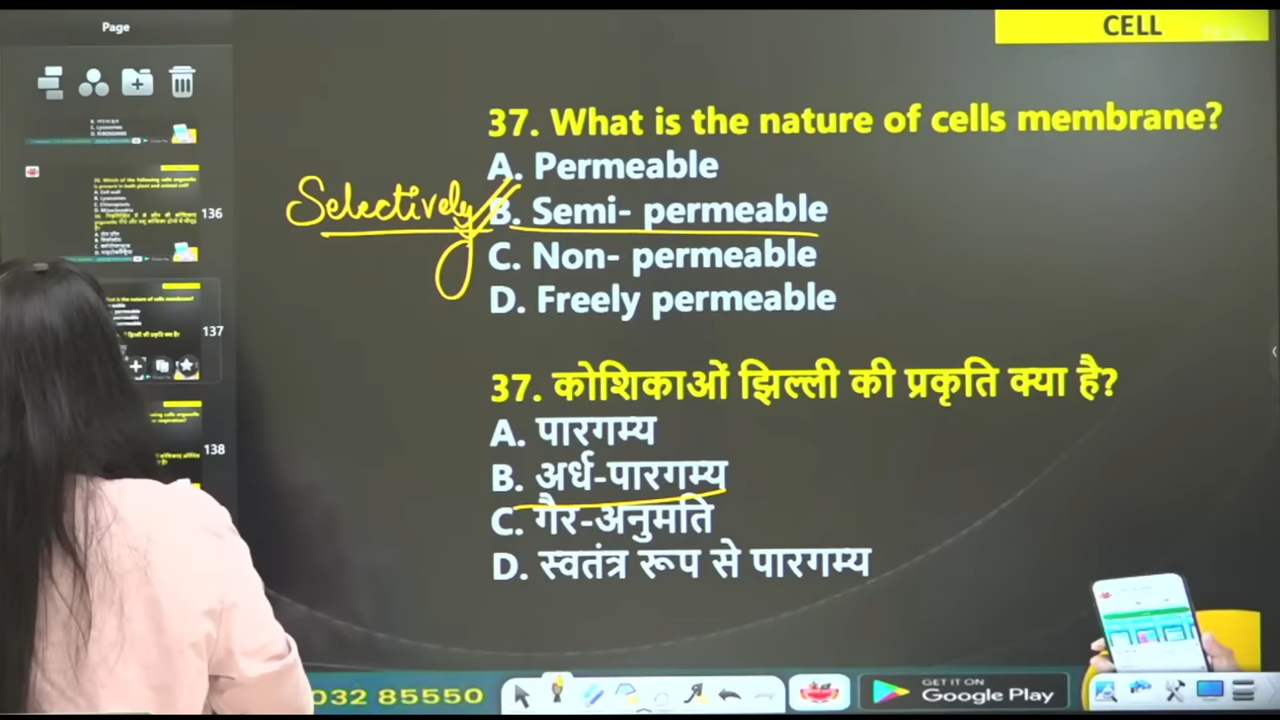 Page
CELL
37. What is the nature of cells membrane?
A. Permeable
Selectively
B. Semi- permeable
C. Non- permeable
D. Freely permeable
37. कोशिकाओं झिल्ली की प्रकृति क्या है?
A. पारगम्य
B. अर्ध-पारगम्य
C. गैर-अनुमति
D. स्वतंत्र रूप से पारगम्य
136
137
138
032 85550
GET IT ON
Google Play